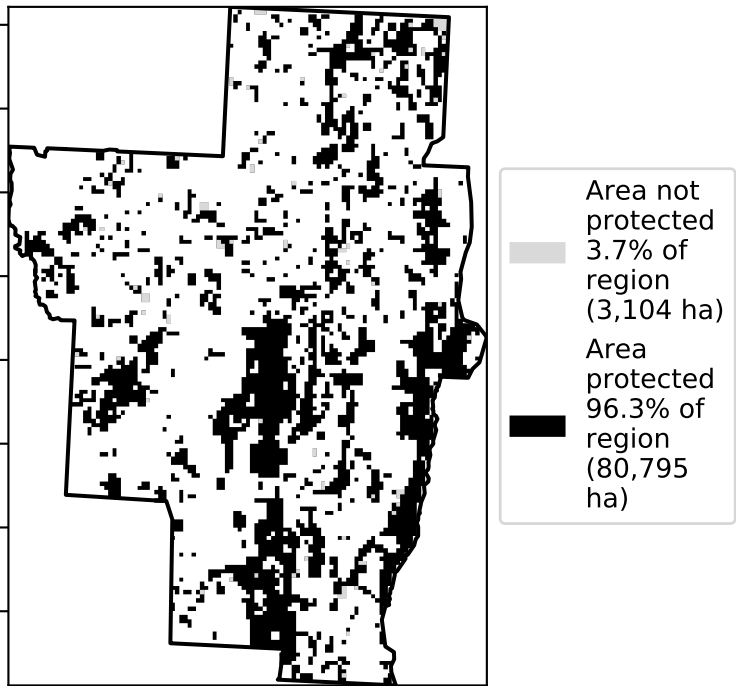 Area not
protected
3.7% of
region
(3,104 ha)
Area
protected
96.3% of
region
(80,795
ha)